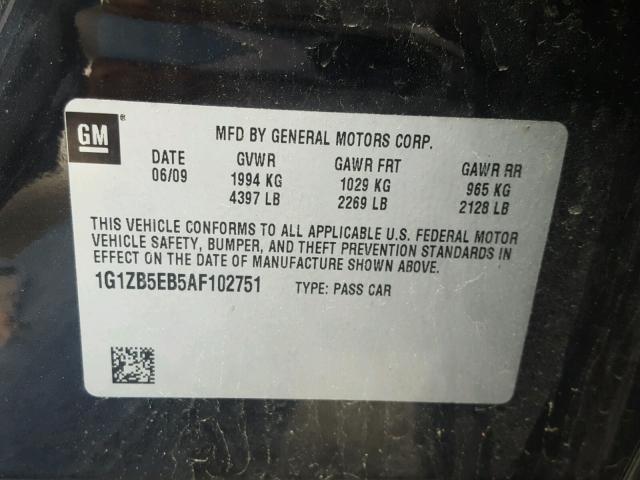 GM ®
MFD BY GENERAL MOTORS CORP.
DATE GVWR GAWR FRT GAWR RR
06/09 1994 KG 1029 KG 965 KG
4397 LB 2269 LB 2128 LB
THIS VEHICLE CONFORMS TO ALL APPLICABLE U.S. FEDERAL MOTOR
VEHICLE SAFETY, BUMPER, AND THEFT PREVENTION STANDARDS IN
EFFECT ON THE DATE OF MANUFACTURE SHOWN ABOVE.
1G1ZB5EB5AF102751 TYPE: PASS CAR